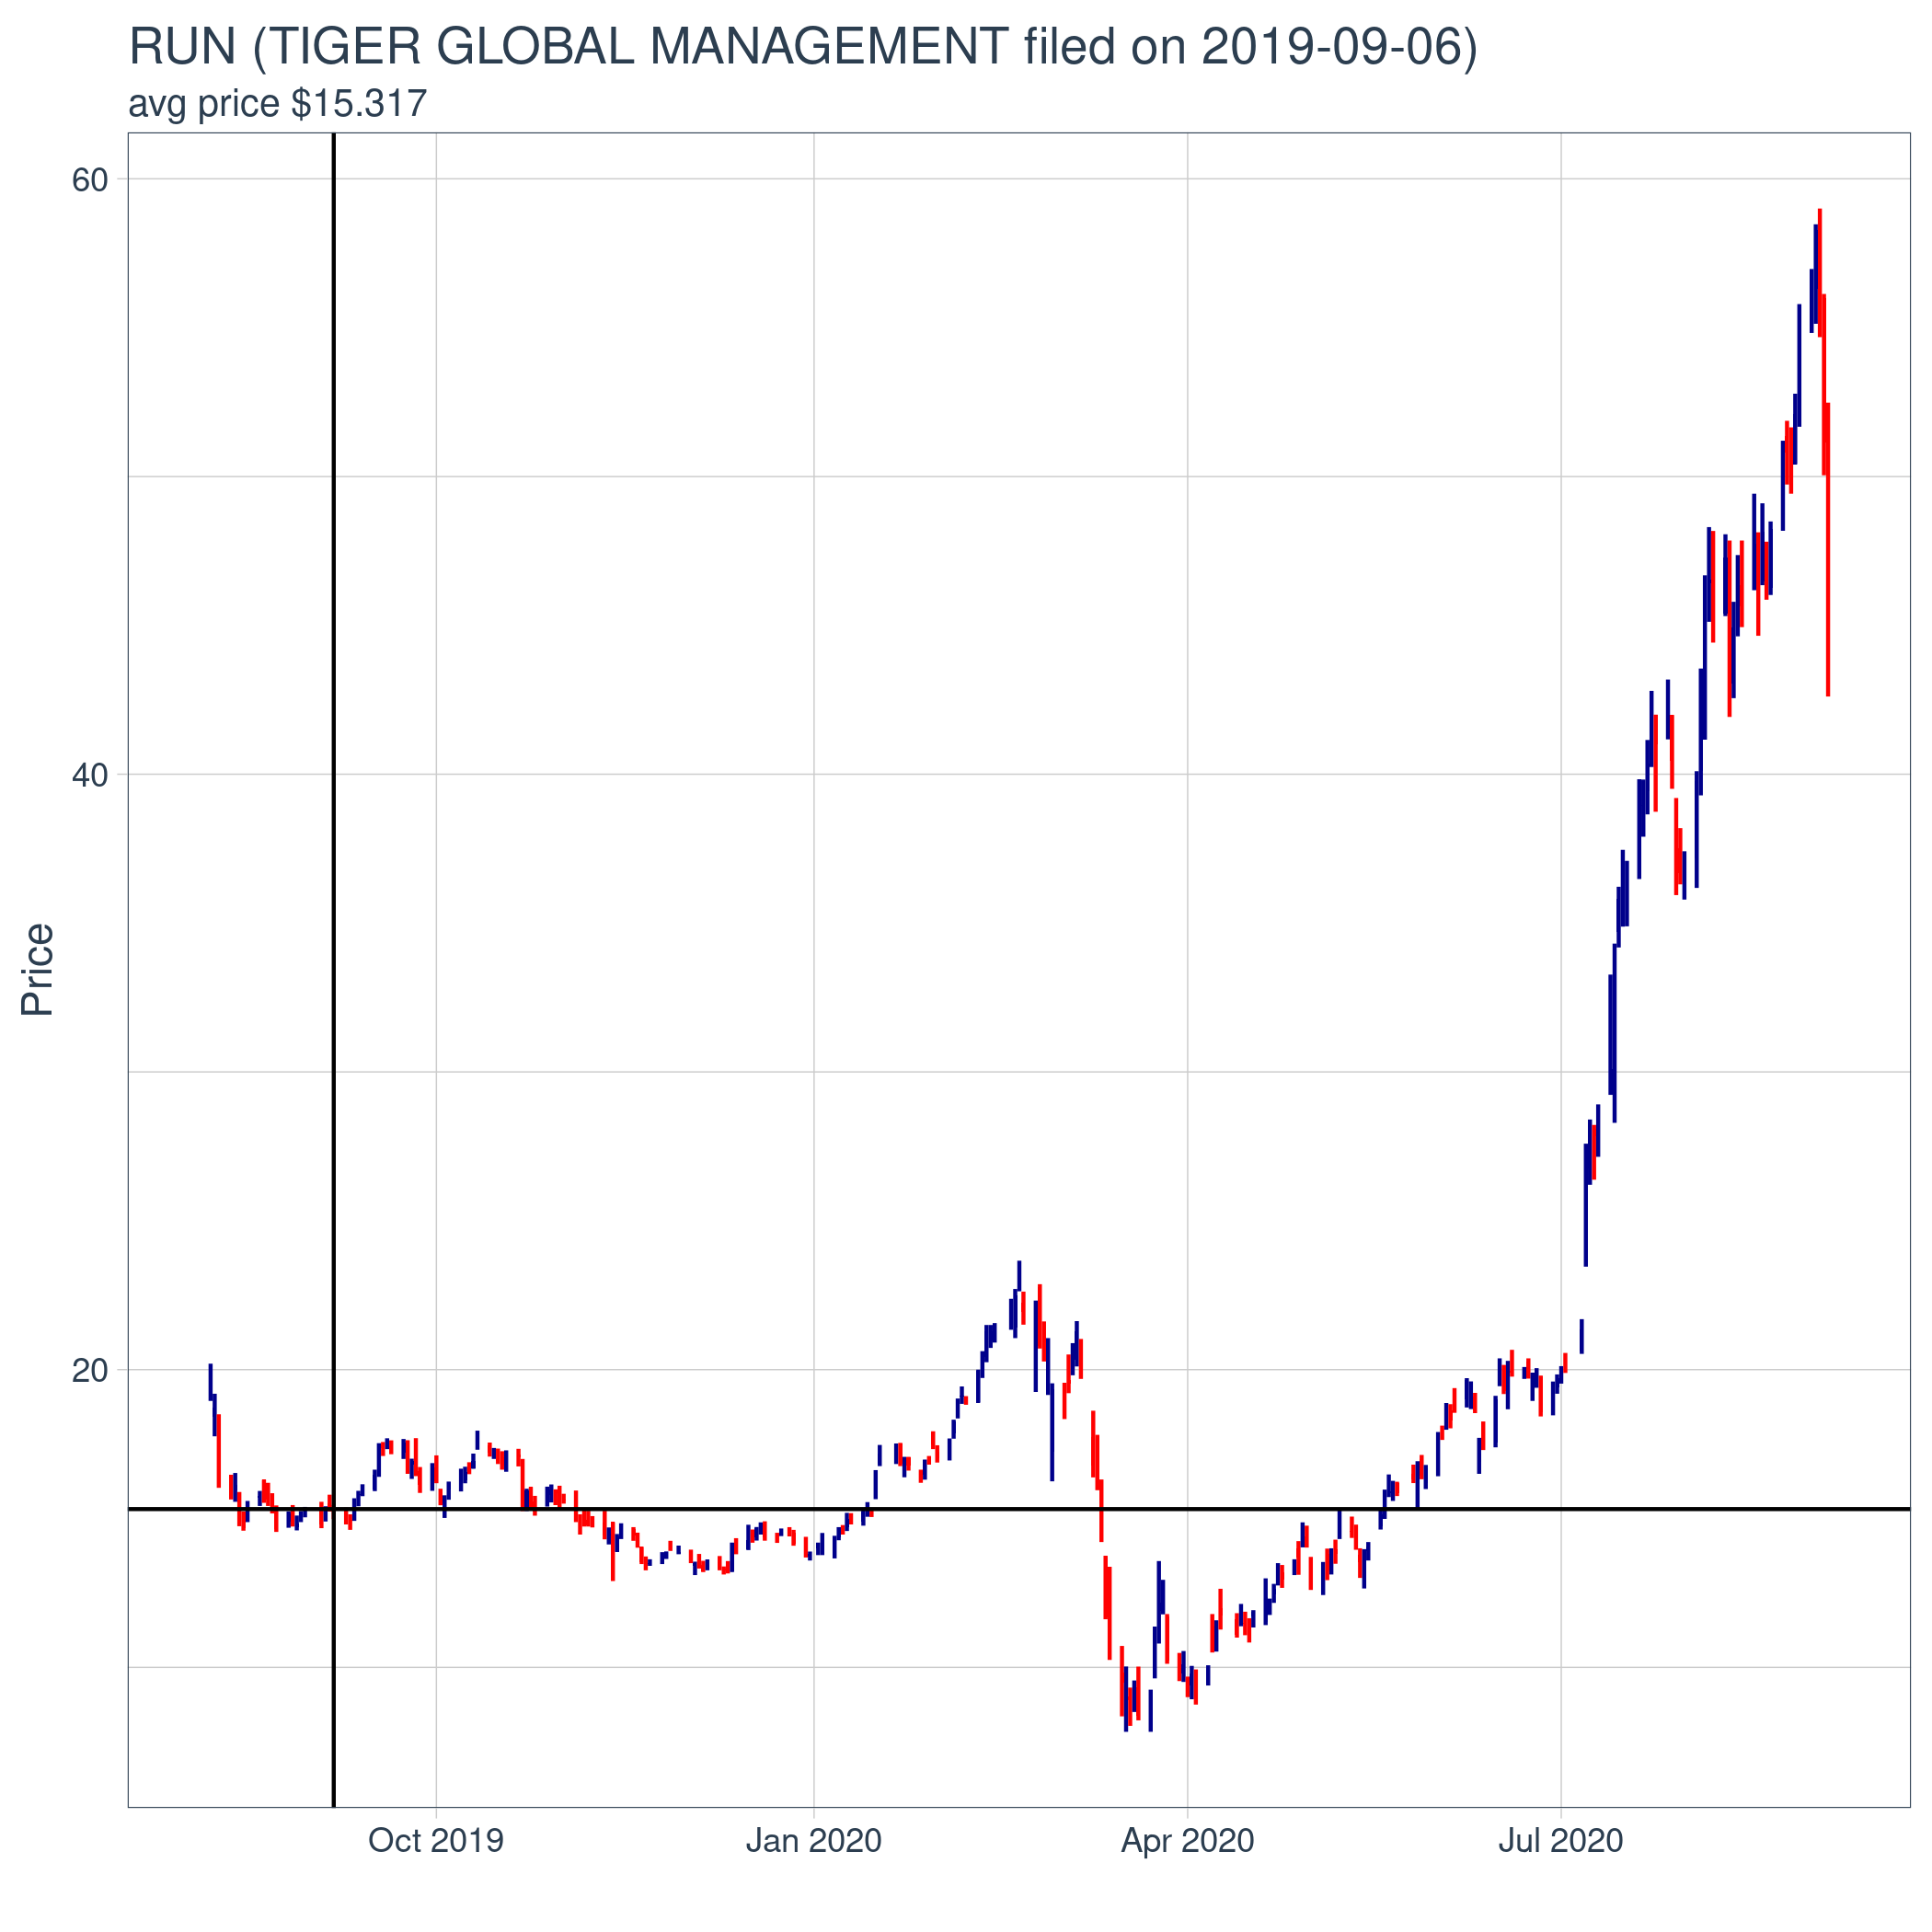 RUN (TIGER GLOBAL MANAGEMENT filed on 2019-09-06)
avg price $15.317
60
40
20
Price
Oct 2019
Jan 2020
Apr 2020
Jul 2020